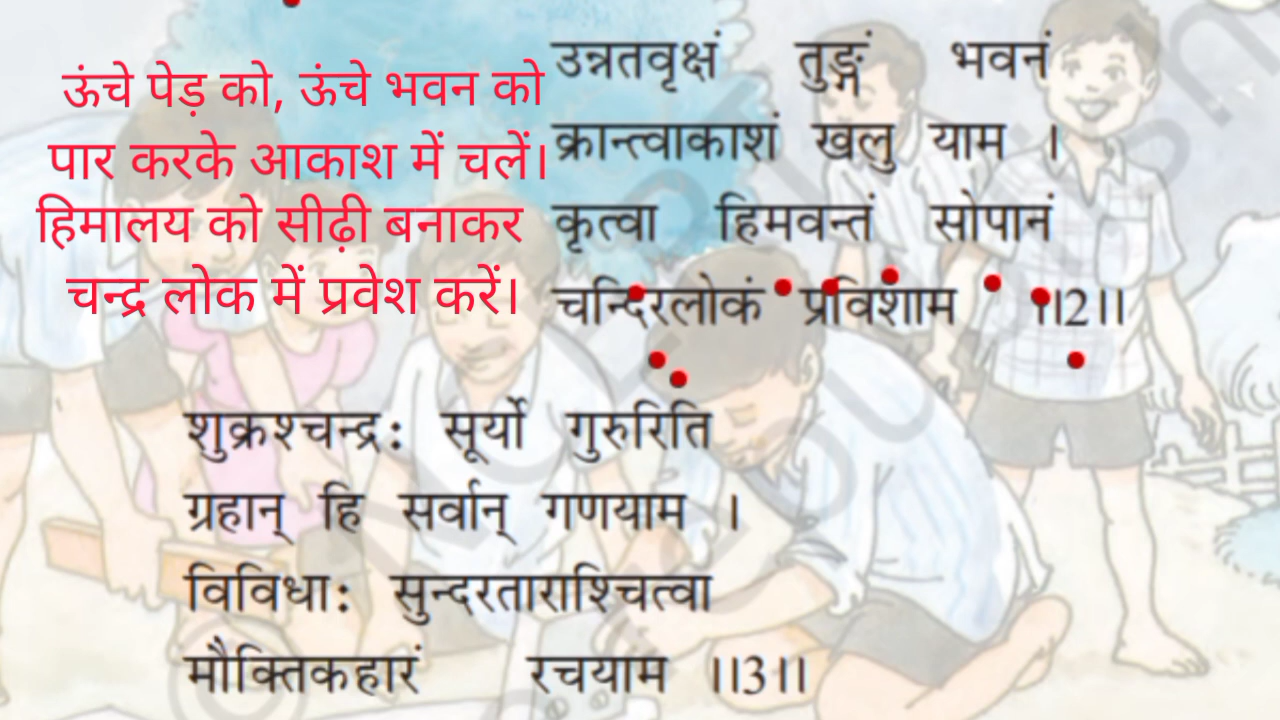 ऊंचे पेड़ को, ऊंचे भवन को
पार करके आकाश में चलें।
हिमालय को सीढ़ी बनाकर
चन्द्र लोक में प्रवेश करें।
उन्नतवृक्षं तुङ्गं भवनं
क्रान्त्वाकाशं खलु याम ।
कृत्वा हिमवन्तं सोपानं
चन्दिरलोकं प्रविशाम ।।2।।
शुक्रश्चन्द्रः सूर्यो गुरुरिति
ग्रहान् हि सर्वान् गणयाम ।
विविधाः सुन्दरताराश्चित्वा
मौक्तिकहारं रचयाम ।।3।।